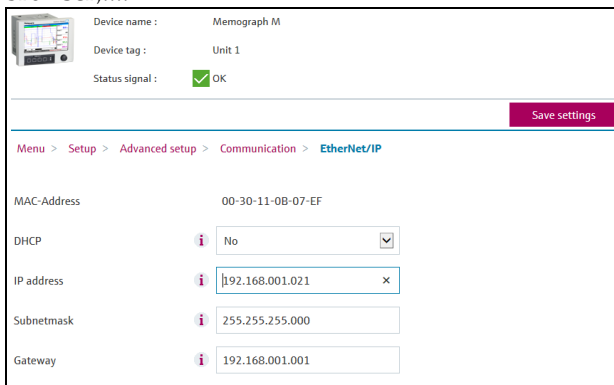 Device name : Memograph M
Device tag : Unit 1
Status signal : OK
Save settings
Menu > Setup > Advanced setup > Communication > EtherNet/IP
MAC-Address 00-30-11-0B-07-EF
DHCP i No
IP address i 192.168.001.021 ×
Subnetmask i 255.255.255.000
Gateway i 192.168.001.001